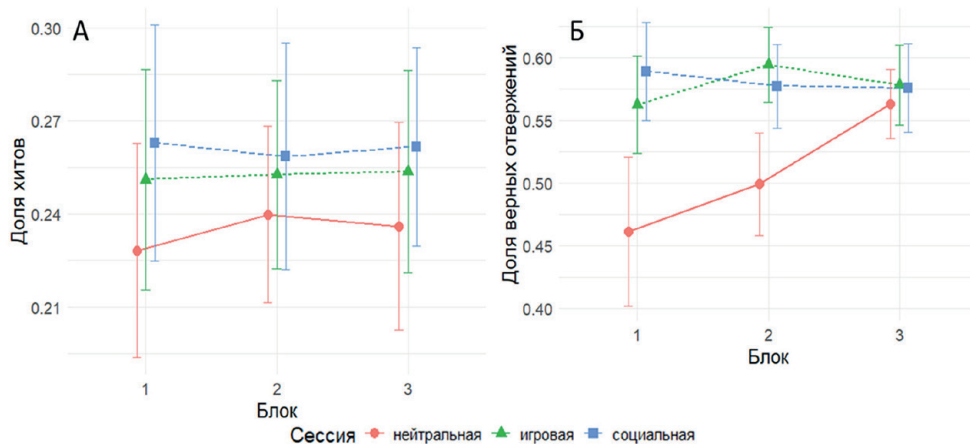 А
Доля хитов
0.30
0.27
0.24
0.21
1 2 3
Блок
Б
Доля верных отвержений
0.60
0.55
0.50
0.45
0.40
1 2 3
Блок
Сессия нейтральная игровая социальная